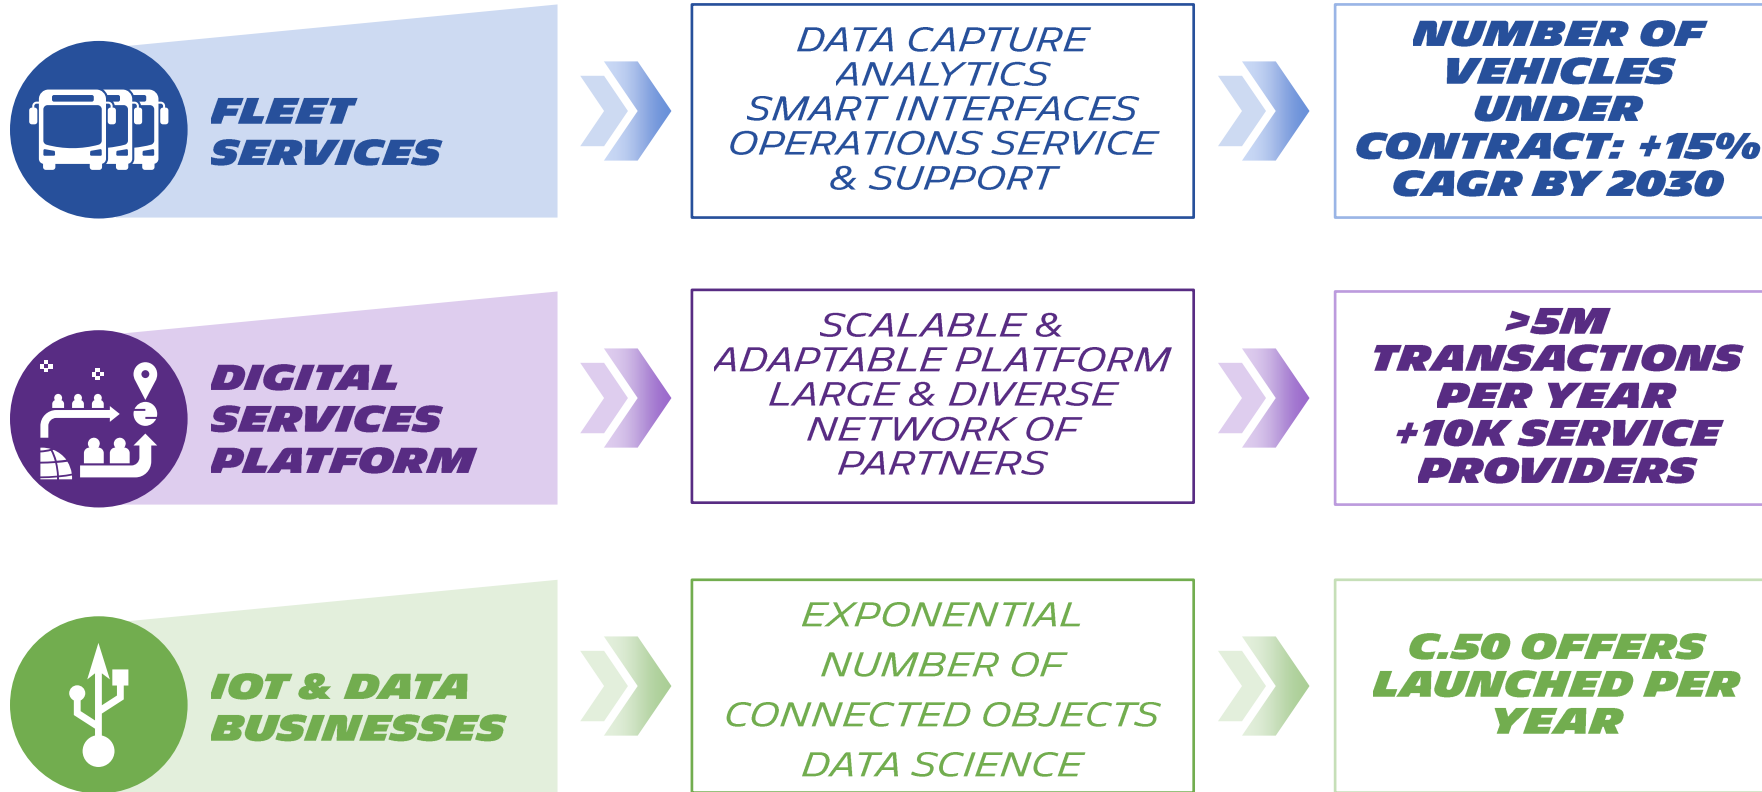 FLEET
SERVICES
DATA CAPTURE
ANALYTICS
SMART INTERFACES
OPERATIONS SERVICE
& SUPPORT
NUMBER OF
VEHICLES
UNDER
CONTRACT: +15%
CAGR BY 2030
DIGITAL
SERVICES
PLATFORM
SCALABLE &
ADAPTABLE PLATFORM
LARGE & DIVERSE
NETWORK OF
PARTNERS
>5M
TRANSACTIONS
PER YEAR
+10K SERVICE
PROVIDERS
IOT & DATA
BUSINESSES
EXPONENTIAL
NUMBER OF
CONNECTED OBJECTS
DATA SCIENCE
C.50 OFFERS
LAUNCHED PER
YEAR